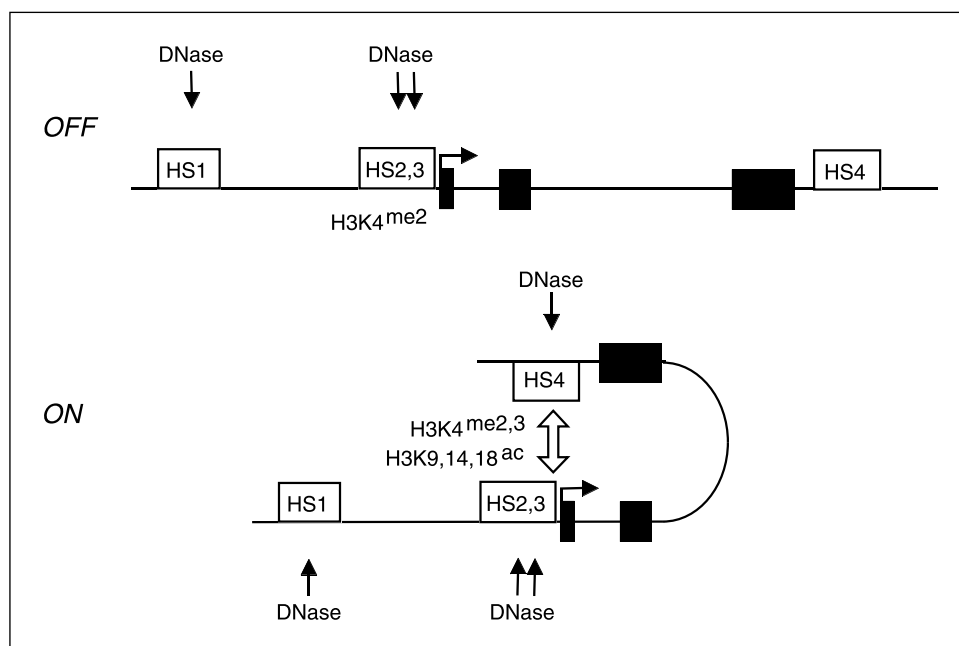 DNase DNase
OFF
HS1 HS2,3 HS4
H3K4me2
DNase
HS4
ON
H3K4me2,3
H3K9,14,18ac
HS1 HS2,3
DNase DNase